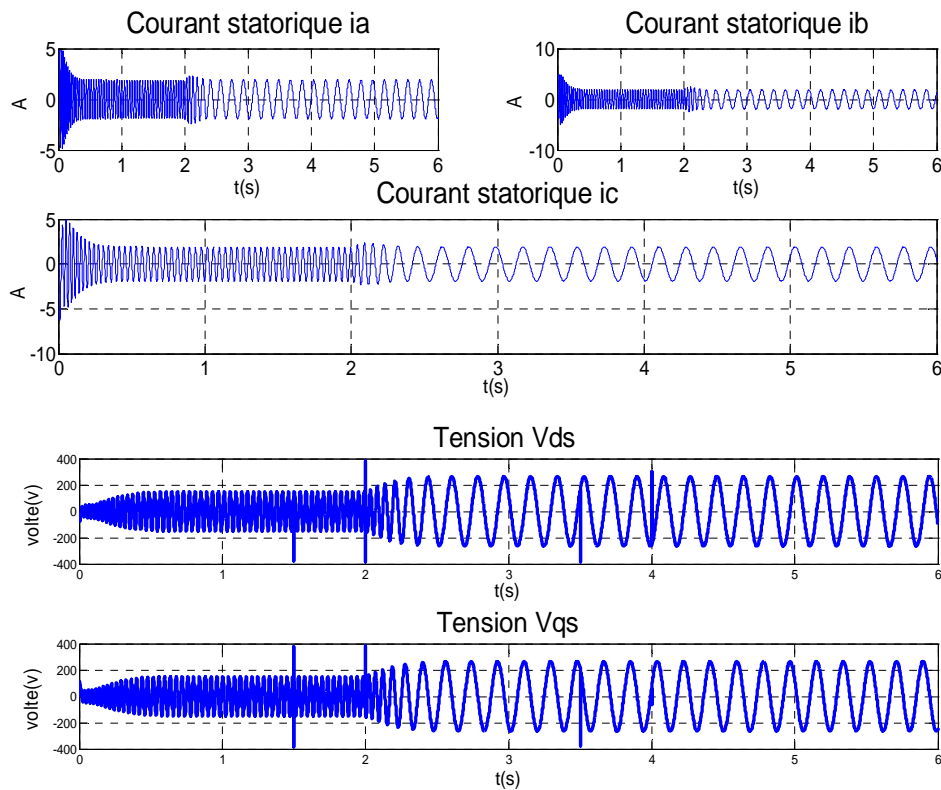 Courant statorique ia
Courant statorique ib
5
0
-5
A
0 1 2 3 4 5 6
t(s)
10
0
-10
A
0 1 2 3 4 5 6
t(s)
Courant statorique ic
5
0
-5
-10
A
0 1 2 3 4 5 6
t(s)
Tension Vds
400
200
0
-200
-400
volte(v)
0 1 2 3 4 5 6
t(s)
Tension Vqs
400
200
0
-200
-400
volte(v)
0 1 2 3 4 5 6
t(s)